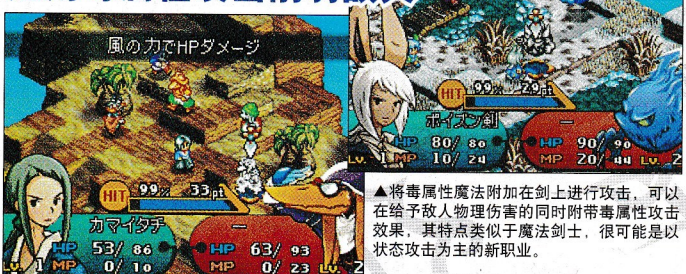 風の力でHPダメージ
HIT 99% 33pt
カマイタチ
HP 53/ 86
LV. 1 MP 0/ 10
HP 63/ 93
MP 0/ 23 LV. 2
HIT 99% 29pt
ポイズン剣
HP 80/ 80
LV. 1 MP 10/ 24
HP 90/ 90
MP 20/ 44 LV. 2
▲将毒属性魔法附加在剑上进行攻击，可以
在给予敌人物理伤害的同时附带毒属性攻击
效果，其特点类似于魔法剑士，很可能是以
状态攻击为主的新职业。